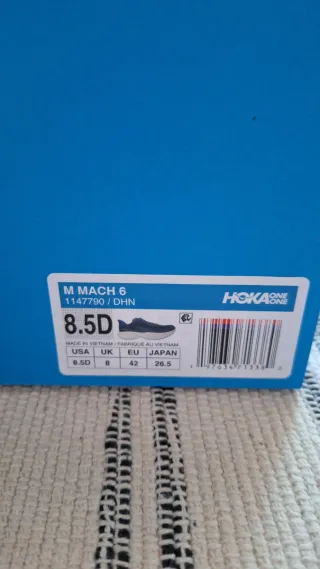 M MACH 6
1147790 / DHN
HOKA ONE ONE
8.5D
MADE IN VIETNAM / FABRIQUÉ AU VIETNAM
USA UK EU JAPAN
8.5D 8 42 26.5